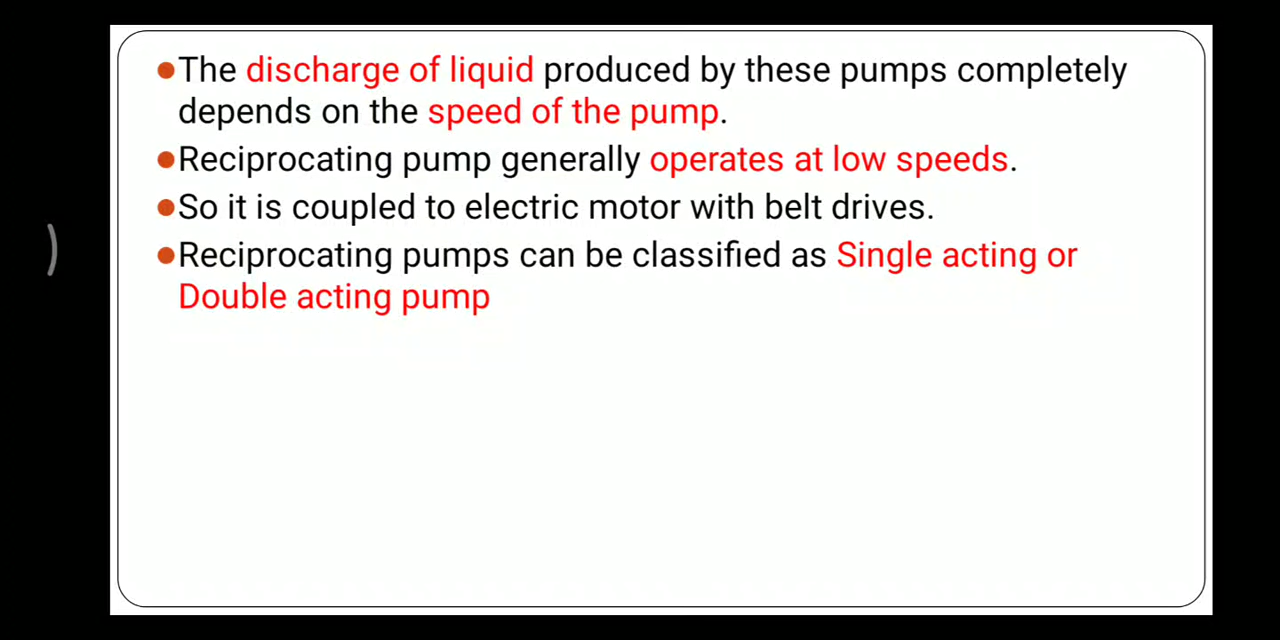 ●The discharge of liquid produced by these pumps completely
depends on the speed of the pump.
●Reciprocating pump generally operates at low speeds.
●So it is coupled to electric motor with belt drives.
●Reciprocating pumps can be classified as Single acting or
Double acting pump